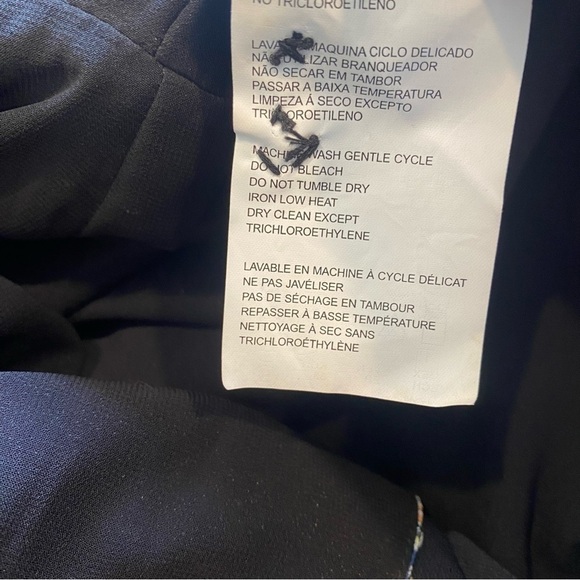 NO TRICLOROETILENO
MAQUINA CICLO DELICADO
NÃO UTILIZAR BRANQUEADOR
NÃO SECAR EM TAMBOR
PASSAR A BAIXA TEMPERATURA
LIMPEZA Á SECO EXCEPTO
TRICLOROETILENO
MACHINE WASH GENTLE CYCLE
DO NOT BLEACH
DO NOT TUMBLE DRY
IRON LOW HEAT
DRY CLEAN EXCEPT
TRICHLOROETHYLENE
LAVABLE EN MACHINE À CYCLE DÉLICAT
NE PAS JAVÉLISER
PAS DE SÉCHAGE EN TAMBOUR
REPASSER À BASSE TEMPÉRATURE
NETTOYAGE À SEC SANS
TRICHLOROÉTHYLÈNE